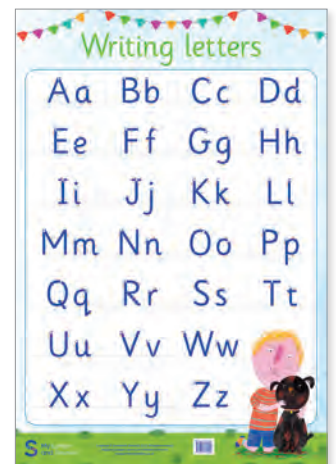 Writing letters
Aa Bb Cc Dd
Ee Ff Gg Hh
Ii Jj Kk Ll
Mm Nn Oo Pp
Qq Rr Ss Tt
Uu Vv Ww
Xx Yy Zz
S